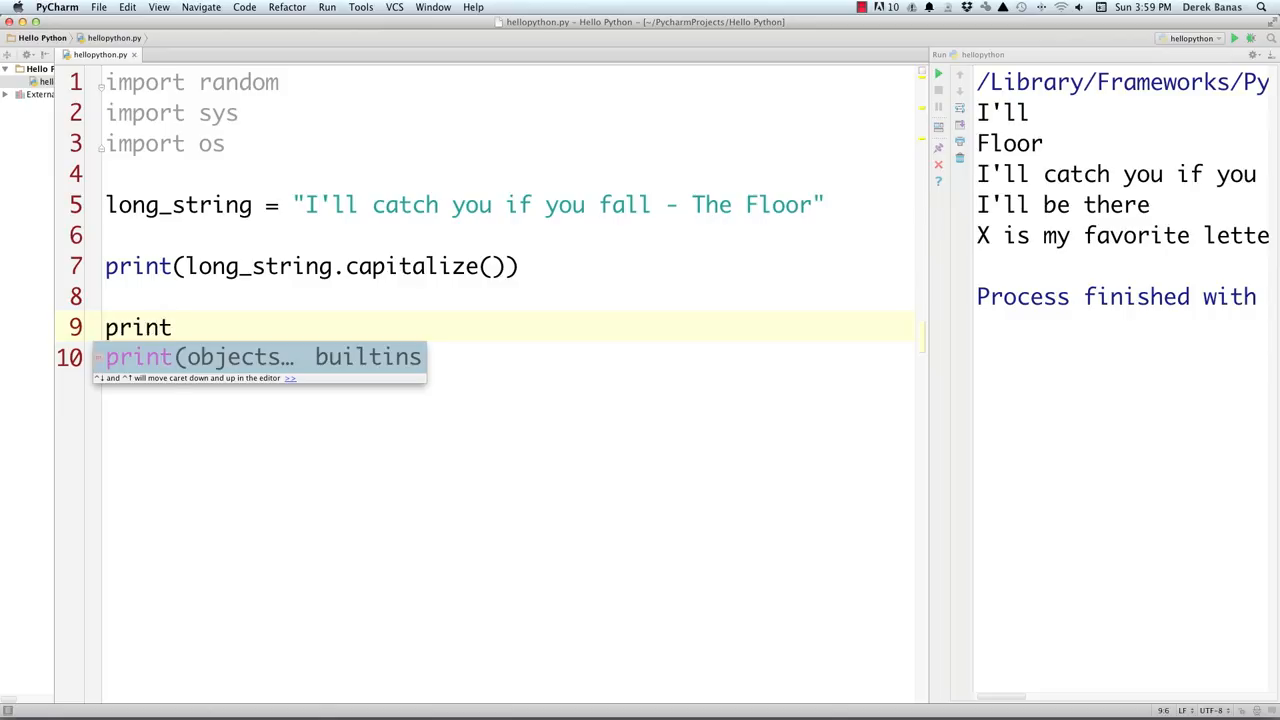 PyCharm File Edit View Navigate Code Refactor Run Tools VCS Window Help 10 Sun 3:59 PM Derek Banas
hellopython.py – Hello Python – [~/PycharmProjects/Hello Python]
Hello Python hellopython.py hellopython
hellopython.py Run hellopython
Hello F
hell
Externa
1 import random
2 import sys
3 import os
4
5 long_string = "I'll catch you if you fall - The Floor"
6
7 print(long_string.capitalize())
8
9 print
10 print(objects… builtins
^↓ and ^↑ will move caret down and up in the editor >>
/Library/Frameworks/Py
I'll
Floor
I'll catch you if you
I'll be there
X is my favorite lette
Process finished with
9:6 LF UTF-8